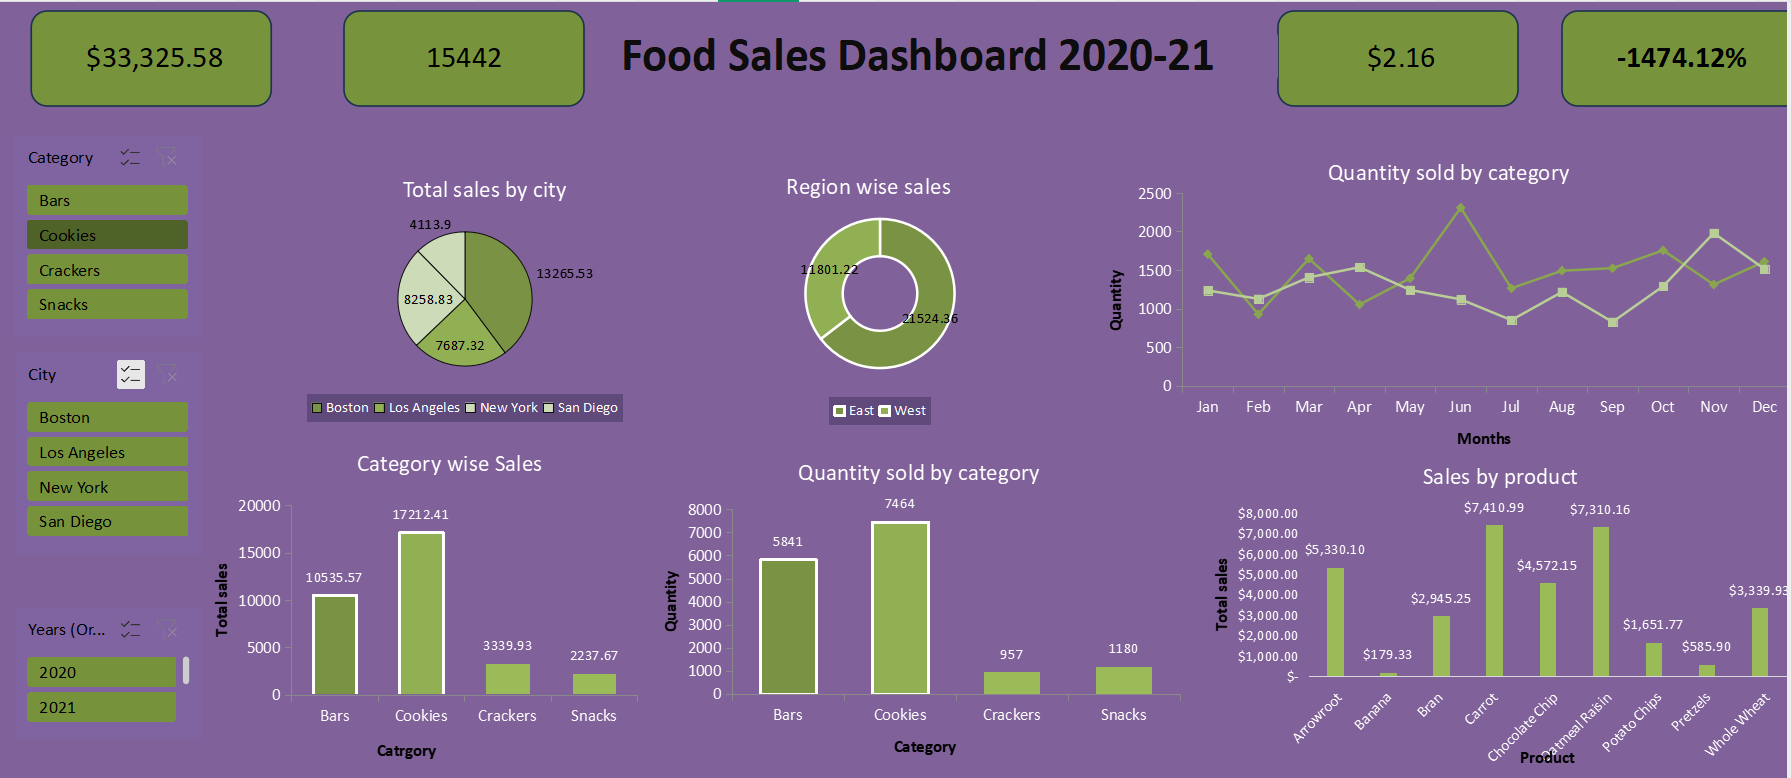 $33,325.58
15442
Food Sales Dashboard 2020-21
$2.16
-1474.12%
Category
Bars
Cookies
Crackers
Snacks
City
Boston
Los Angeles
New York
San Diego
Years (Or...
2020
2021
Total sales by city
4113.9
13265.53
8258.83
7687.32
Boston Los Angeles New York San Diego
Region wise sales
11801.22
21524.36
East West
Quantity sold by category
2500
2000
1500
1000
500
0
Quantity
Jan Feb Mar Apr May Jun Jul Aug Sep Oct Nov Dec
Months
Category wise Sales
20000
15000
10000
5000
0
Total sales
10535.57
17212.41
3339.93
2237.67
Bars Cookies Crackers Snacks
Catrgory
Quantity sold by category
8000
7000
6000
5000
4000
3000
2000
1000
0
Quantity
5841
7464
957
1180
Bars Cookies Crackers Snacks
Category
Sales by product
$8,000.00
$7,000.00
$6,000.00
$5,000.00
$4,000.00
$3,000.00
$2,000.00
$1,000.00
$-
Total sales
$5,330.10
$179.33
$2,945.25
$7,410.99
$4,572.15
$7,310.16
$1,651.77
$585.90
$3,339.93
Arrowroot
Banana
Bran
Carrot
Chocolate Chip
Oatmeal Raisin
Potato Chips
Pretzels
Whole Wheat
Product